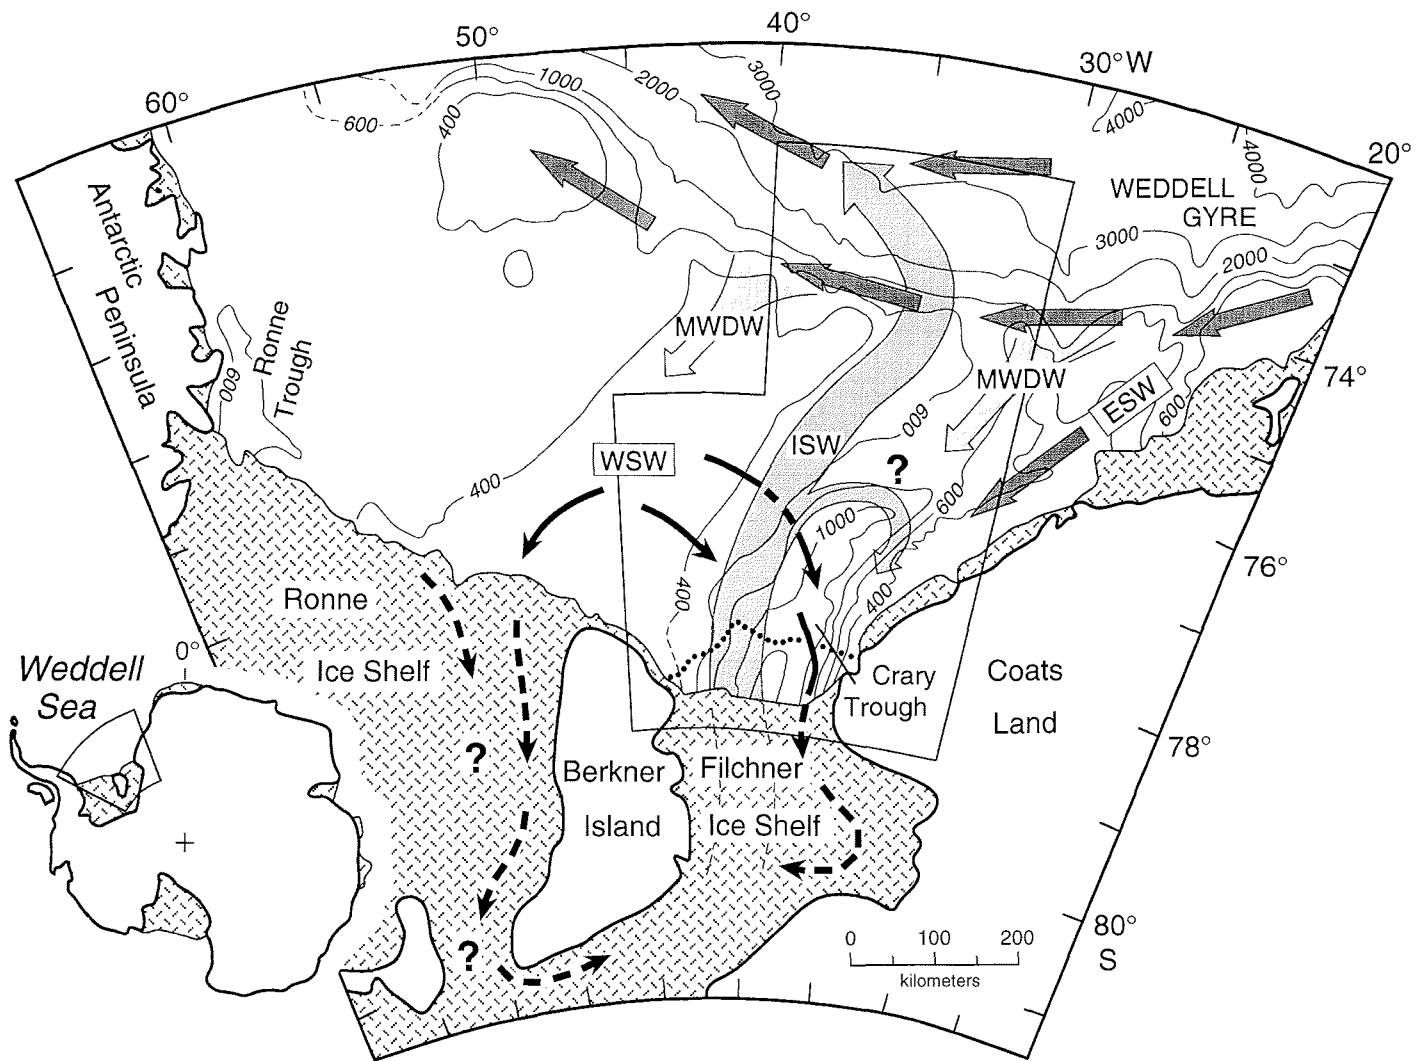 40°
50°
30°W
60°
20°
3000
2000
1000
600
400
4000
4000
WEDDELL
GYRE
3000
2000
Antarctic
Peninsula
Ronne
Trough
600
MWDW
MWDW
74°
ESW
600
600
ISW
?
WSW
400
600
1000
76°
400
400
Ronne
Ice Shelf
0°
Weddell
Sea
Crary
Trough
Coats
Land
78°
?
Berkner
Island
Filchner
Ice Shelf
80°
S
?
0 100 200
kilometers